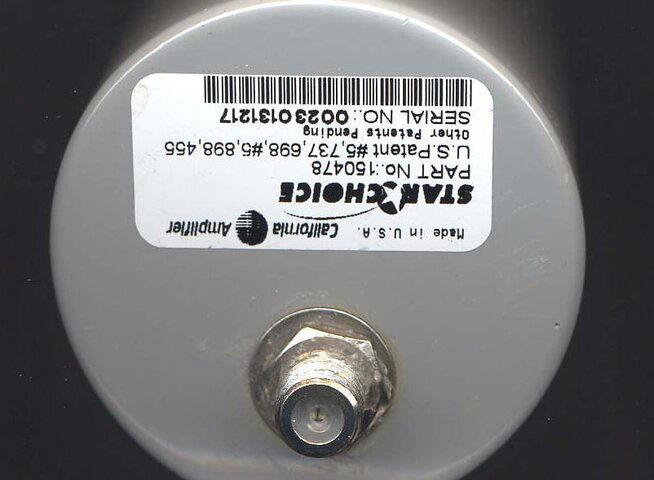 Made in U.S.A. California Amplifier
STAR CHOICE
PART No.:150478
U.S.Patent #5,737,698,#5,898,455
Other Patents Pending
SERIAL NO.: 00230131217